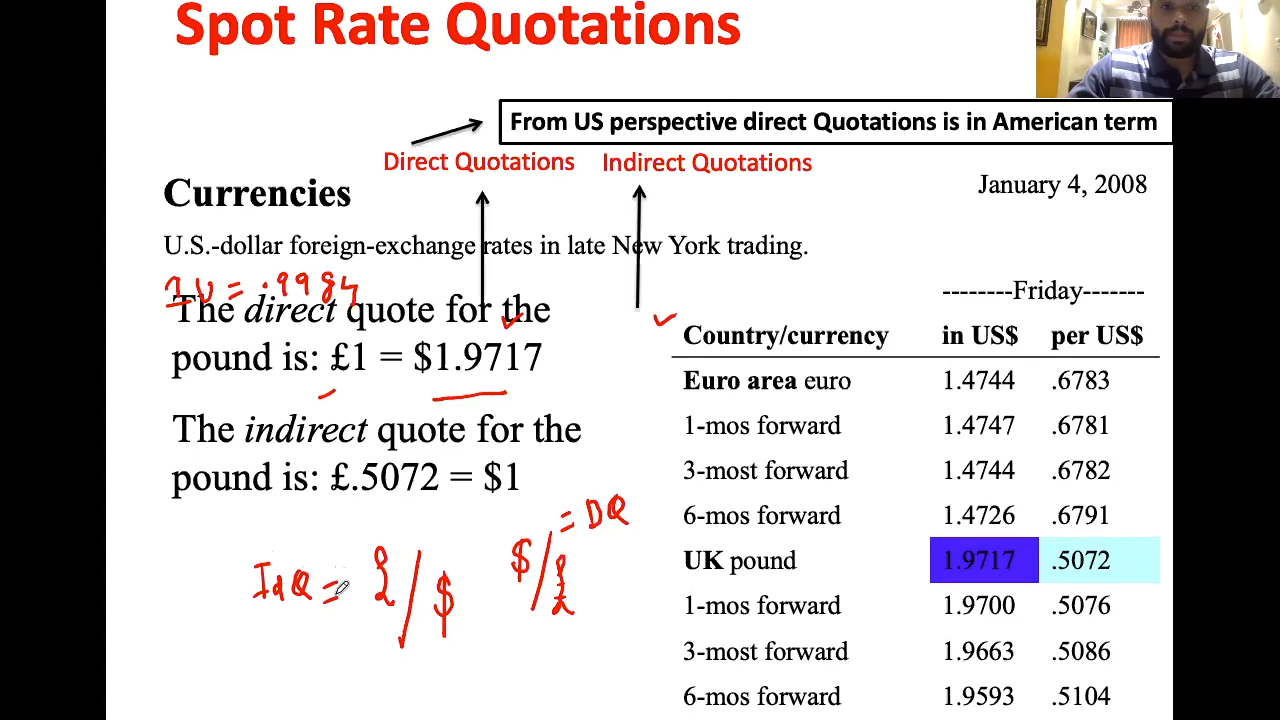 Spot Rate Quotations
From US perspective direct Quotations is in American term
Direct Quotations Indirect Quotations
Currencies
January 4, 2008
U.S.-dollar foreign-exchange rates in late New York trading.
= .9984
The direct quote for the
pound is: £1 = $1.9717
The indirect quote for the
pound is: £.5072 = $1
--------Friday-------
Country/currency in US$ per US$
Euro area euro 1.4744 .6783
1-mos forward 1.4747 .6781
3-most forward 1.4744 .6782
6-mos forward 1.4726 .6791
UK pound 1.9717 .5072
1-mos forward 1.9700 .5076
3-most forward 1.9663 .5086
6-mos forward 1.9593 .5104
IdQ = £/$
$/£ = DQ